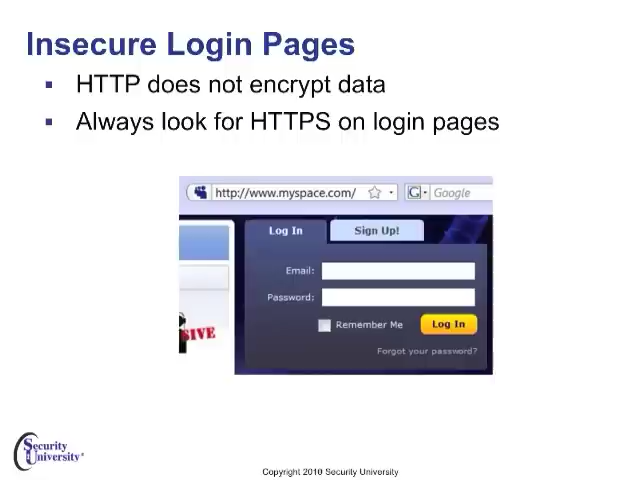 Insecure Login Pages
▪ HTTP does not encrypt data
▪ Always look for HTTPS on login pages
http://www.myspace.com/ G Google
Log In Sign Up!
Email:
Password:
Remember Me Log In
SIVE
Forgot your password?
Security
University
Copyright 2010 Security University